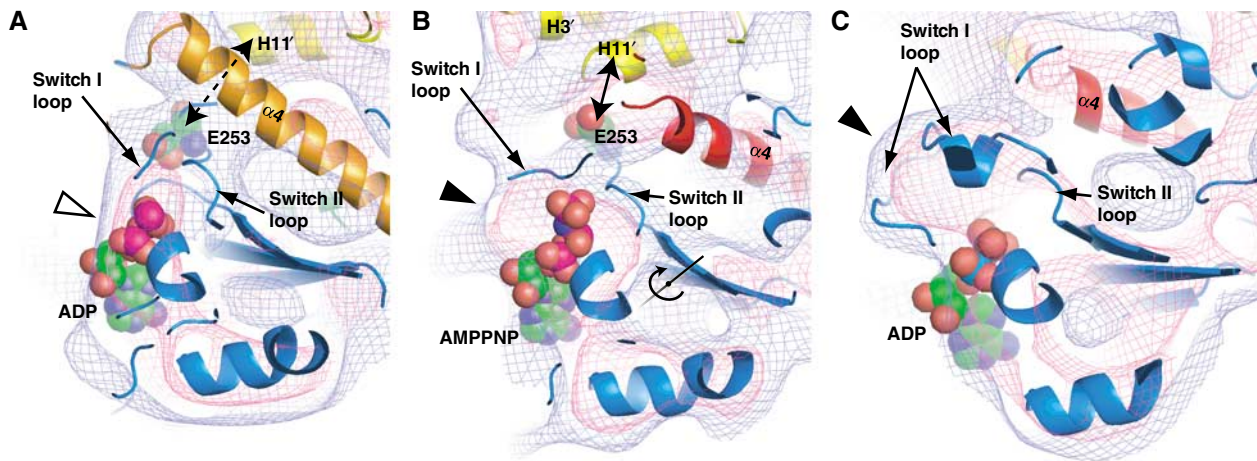 A
H11′
Switch I
loop
α4
E253
Switch II
loop
ADP
B
H3′
H11′
Switch I
loop
E253
α4
Switch II
loop
AMPPNP
C
Switch I
loop
α4
Switch II
loop
ADP